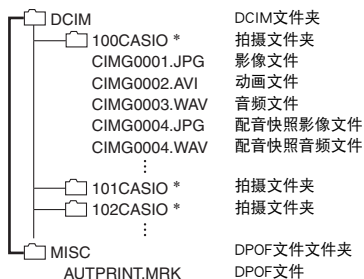 DCIM DCIM文件夹
100CASIO * 拍摄文件夹
CIMG0001.JPG 影像文件
CIMG0002.AVI 动画文件
CIMG0003.WAV 音频文件
CIMG0004.JPG 配音快照影像文件
CIMG0004.WAV 配音快照音频文件
⋮
101CASIO * 拍摄文件夹
102CASIO * 拍摄文件夹
⋮
MISC DPOF文件文件夹
AUTPRINT.MRK DPOF文件